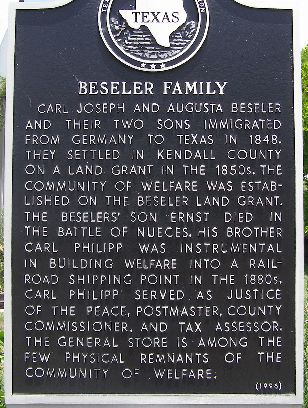 TEXAS
BESELER FAMILY
CARL JOSEPH AND AUGUSTA BESELER
AND THEIR TWO SONS IMMIGRATED
FROM GERMANY TO TEXAS IN 1848.
THEY SETTLED IN KENDALL COUNTY
ON A LAND GRANT IN THE 1850s. THE
COMMUNITY OF WELFARE WAS ESTAB-
LISHED ON THE BESELER LAND GRANT.
THE BESELERS' SON ERNST DIED IN
THE BATTLE OF NUECES. HIS BROTHER
CARL PHILIPP WAS INSTRUMENTAL
IN BUILDING WELFARE INTO A RAIL-
ROAD SHIPPING POINT IN THE 1880s.
CARL PHILIPP SERVED AS JUSTICE
OF THE PEACE, POSTMASTER, COUNTY
COMMISSIONER, AND TAX ASSESSOR.
THE GENERAL STORE IS AMONG THE
FEW PHYSICAL REMNANTS OF THE
COMMUNITY OF WELFARE.